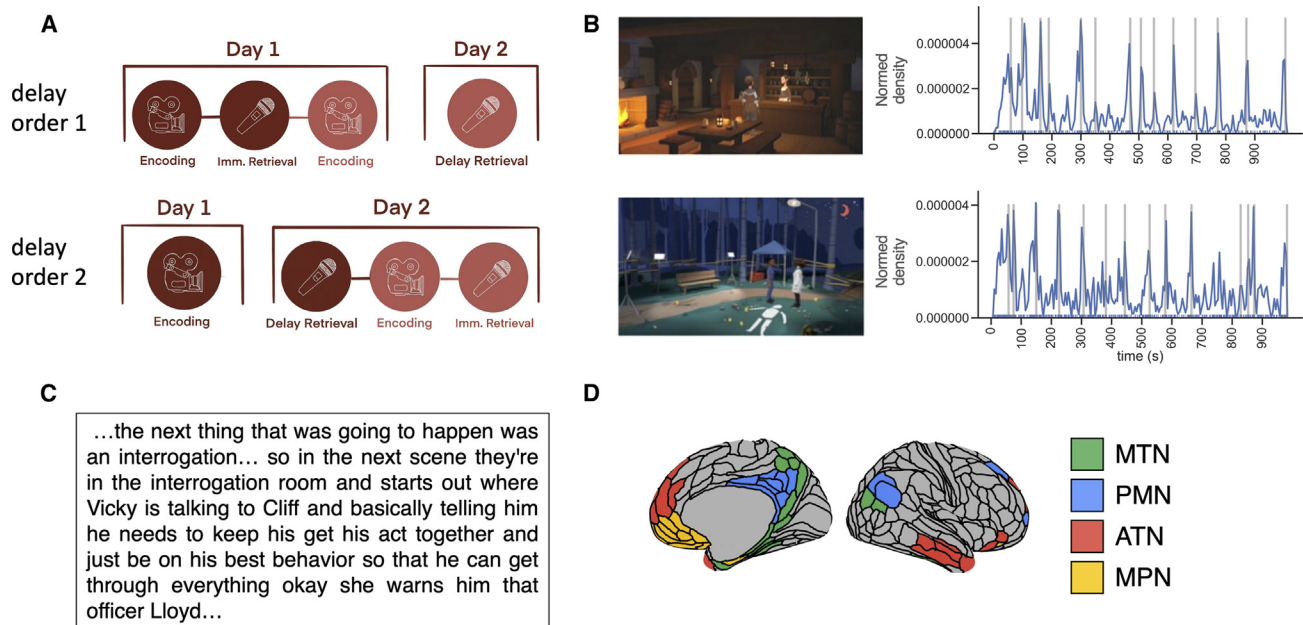 A
delay
order 1
Day 1
Day 2
Encoding
Imm. Retrieval
Encoding
Delay Retrieval
delay
order 2
Day 1
Day 2
Encoding
Delay Retrieval
Encoding
Imm. Retrieval
B
Normed
density
0.000004
0.000002
0.000000
0
100
200
300
400
500
600
700
800
900
Normed
density
0.000004
0.000002
0.000000
0
100
200
300
400
500
600
700
800
900
time (s)
C
...the next thing that was going to happen was
an interrogation... so in the next scene they're
in the interrogation room and starts out where
Vicky is talking to Cliff and basically telling him
he needs to keep his get his act together and
just be on his best behavior so that he can get
through everything okay she warns him that
officer Lloyd...
D
MTN
PMN
ATN
MPN